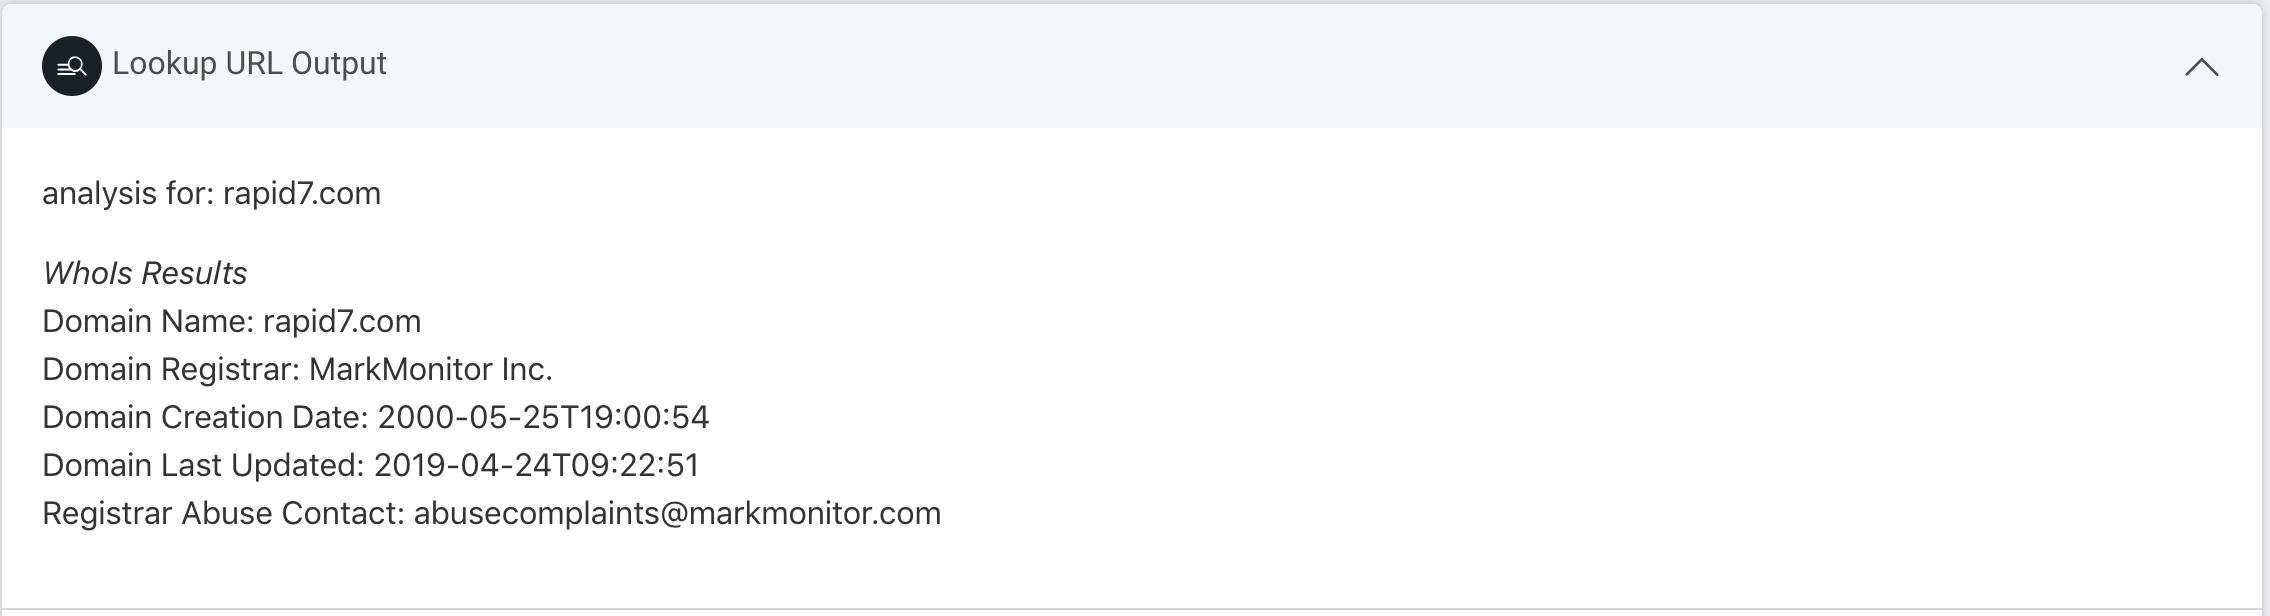 Lookup URL Output
analysis for: rapid7.com
WhoIs Results
Domain Name: rapid7.com
Domain Registrar: MarkMonitor Inc.
Domain Creation Date: 2000-05-25T19:00:54
Domain Last Updated: 2019-04-24T09:22:51
Registrar Abuse Contact: abusecomplaints@markmonitor.com